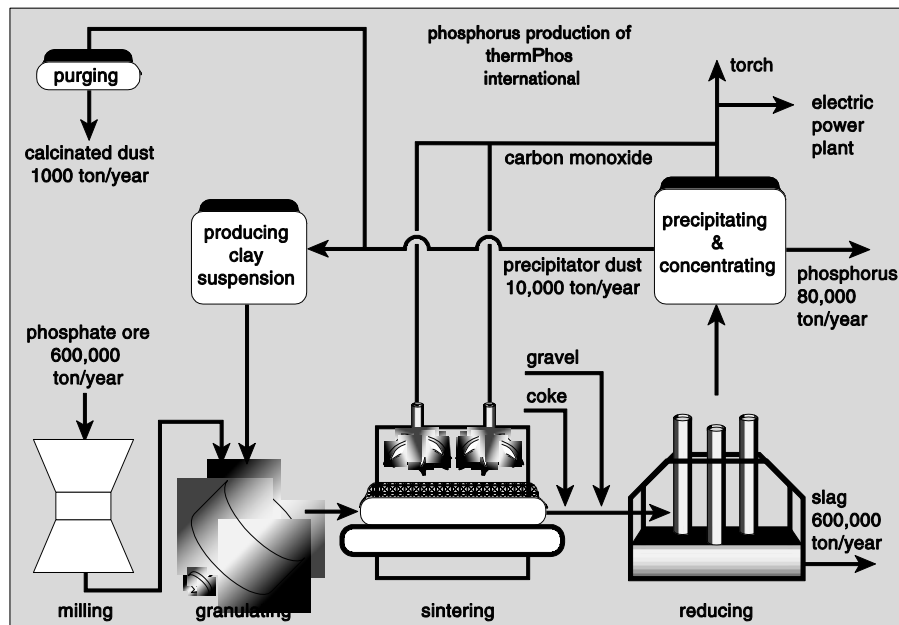 phosphorus production of
thermPhos
international
purging
calcinated dust
1000 ton/year
torch
electric
power
plant
carbon monoxide
producing
clay
suspension
precipitating
&
concentrating
precipitator dust
10,000 ton/year
phosphorus
80,000
ton/year
phosphate ore
600,000
ton/year
gravel
coke
slag
600,000
ton/year
milling
granulating
sintering
reducing